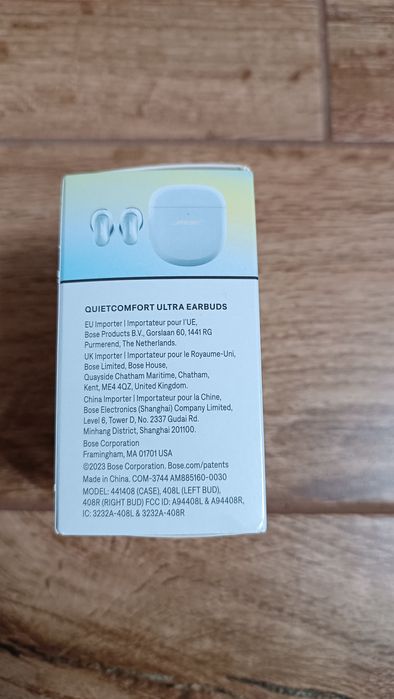 BOSE
QUIETCOMFORT ULTRA EARBUDS
EU Importer | Importateur pour l'UE,
Bose Products B.V., Gorslaan 60, 1441 RG
Purmerend, The Netherlands.
UK Importer | Importateur pour le Royaume-Uni,
Bose Limited, Bose House,
Quayside Chatham Maritime, Chatham,
Kent, ME4 4QZ, United Kingdom.
China Importer | Importateur pour la Chine,
Bose Electronics (Shanghai) Company Limited,
Level 6, Tower D, No. 2337 Gudai Rd.
Minhang District, Shanghai 201100.
Bose Corporation
Framingham, MA 01701 USA
©2023 Bose Corporation. Bose.com/patents
Made in China. COM-3744 AM885160-0030
MODEL: 441408 (CASE), 408L (LEFT BUD),
408R (RIGHT BUD) FCC ID: A94408L & A94408R,
IC: 3232A-408L & 3232A-408R